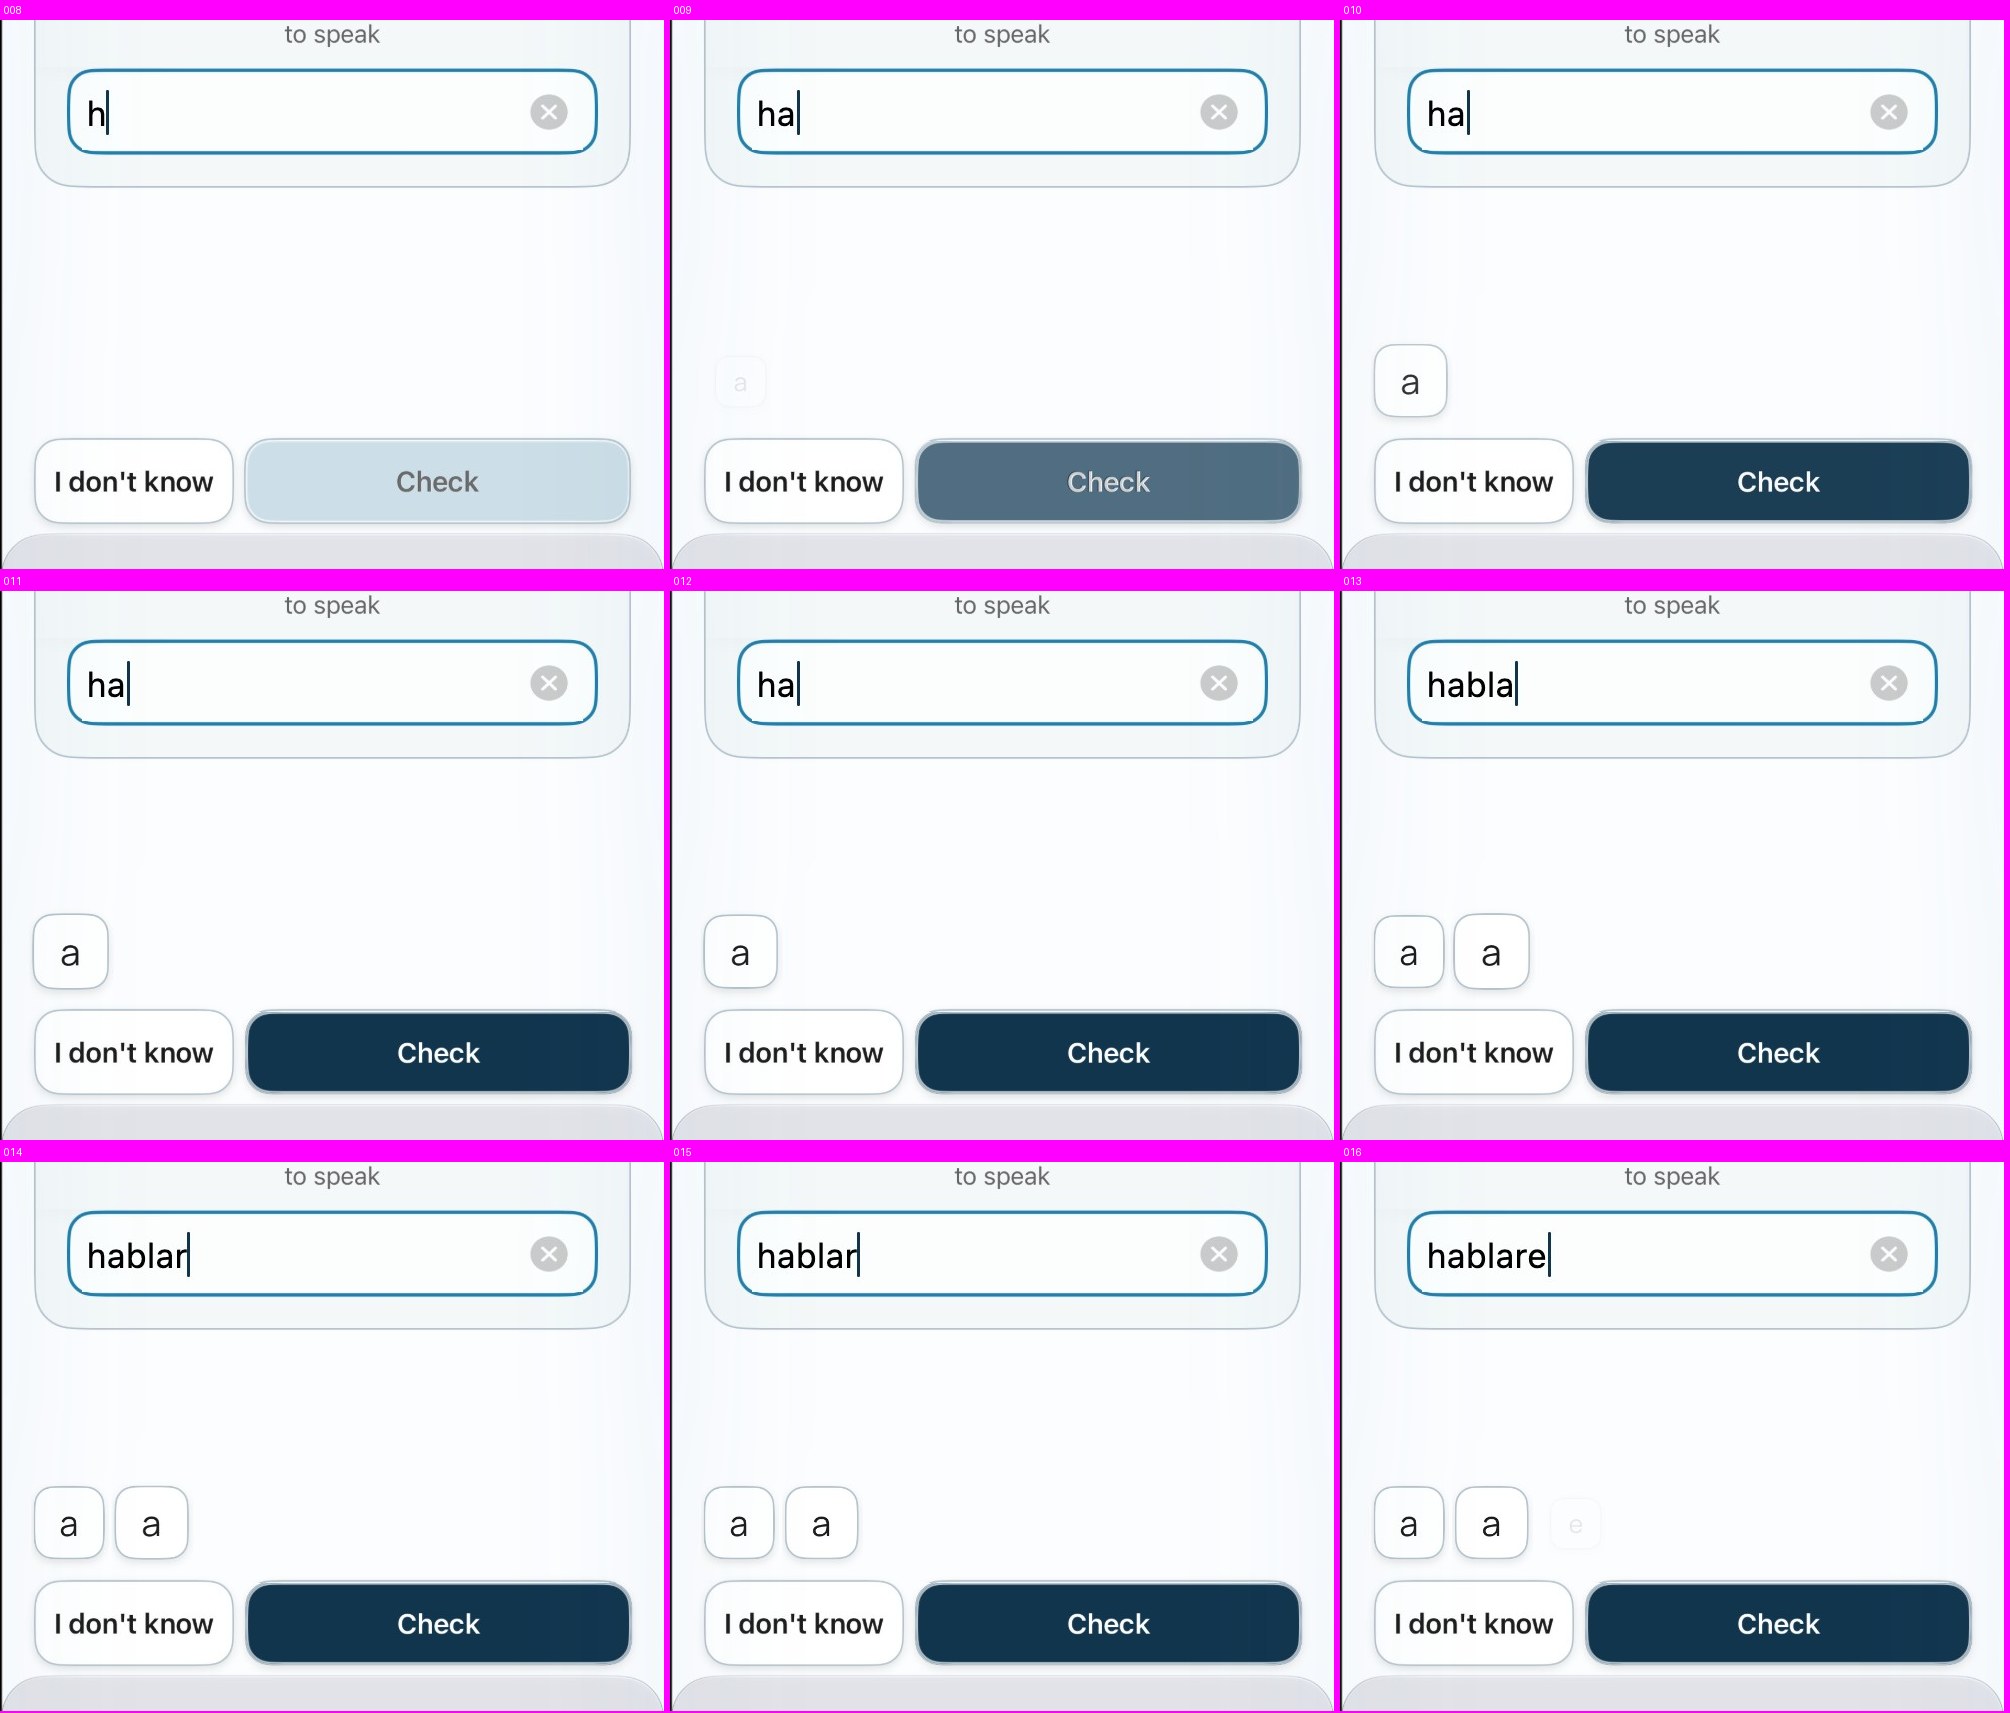 008 009 010
to speak to speak to speak
h ha ha
a a
I don't know Check I don't know Check I don't know Check
011 012 013
to speak to speak to speak
ha ha habla
a a a a
I don't know Check I don't know Check I don't know Check
014 015 016
to speak to speak to speak
hablar hablar hablare
a a a a a a e
I don't know Check I don't know Check I don't know Check